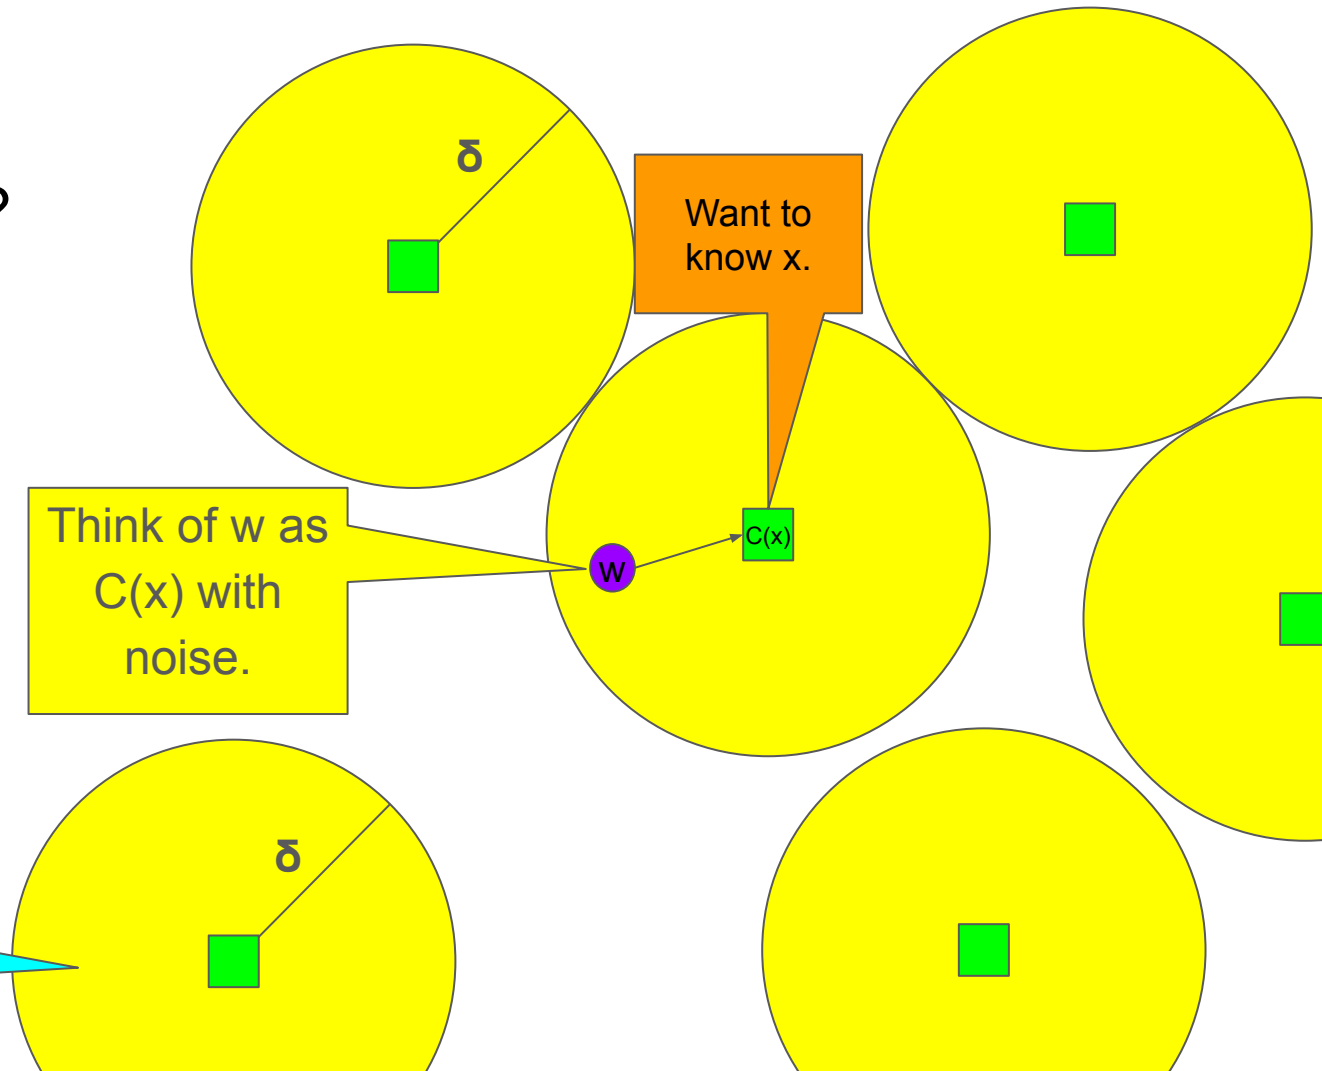 δ
Want to
know x.
Think of w as
C(x) with
noise.
w
C(x)
δ